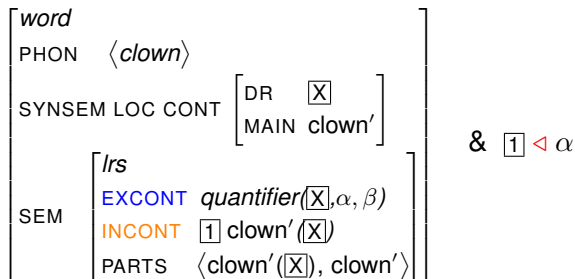 word
PHON ⟨clown⟩
SYNSEM LOC CONT [DR X
MAIN clown′]
& 1 ◁ α
SEM [lrs
EXCONT quantifier(X,α, β)
INCONT 1 clown′(X)
PARTS ⟨clown′(X), clown′⟩]